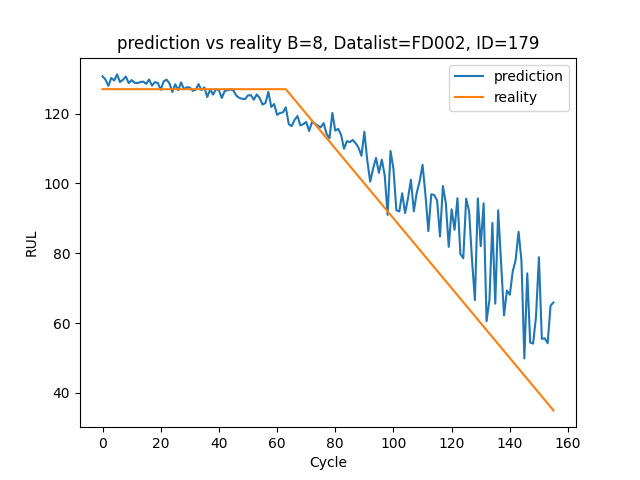 prediction vs reality B=8, Datalist=FD002, ID=179
prediction
reality
RUL
120
100
80
60
40
0 20 40 60 80 100 120 140 160
Cycle